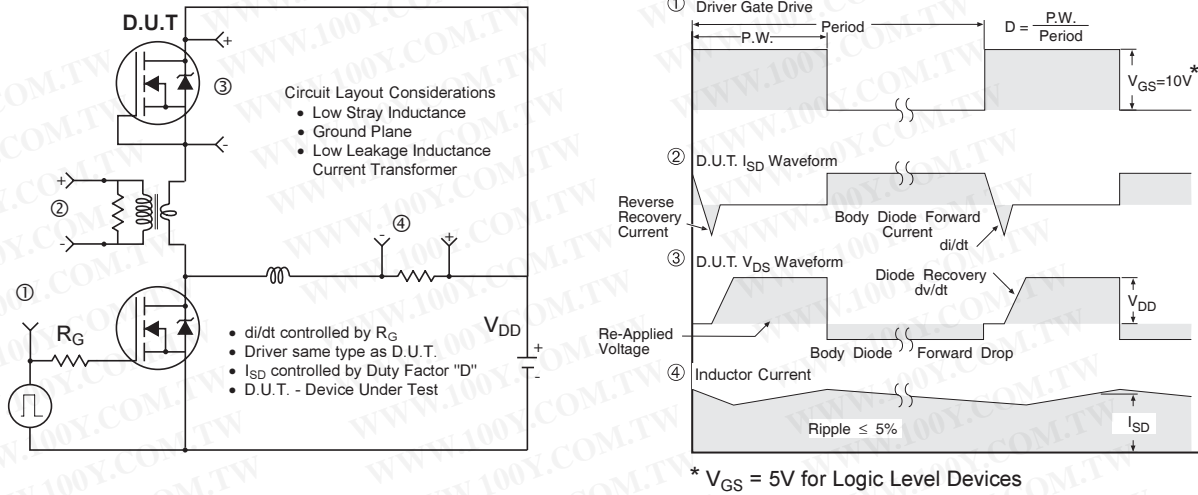 D.U.T
+
③
-
Circuit Layout Considerations
• Low Stray Inductance
• Ground Plane
• Low Leakage Inductance
Current Transformer
+
②
-
④
- +
①
R_G
V_DD
+
-
• di/dt controlled by R_G
• Driver same type as D.U.T.
• I_SD controlled by Duty Factor "D"
• D.U.T. - Device Under Test
① Driver Gate Drive
P.W.
Period
D = P.W. / Period
V_GS=10V*
② D.U.T. I_SD Waveform
Reverse
Recovery
Current
Body Diode Forward
Current
di/dt
③ D.U.T. V_DS Waveform
Diode Recovery
dv/dt
V_DD
Re-Applied
Voltage
Body Diode Forward Drop
④ Inductor Current
Ripple ≤ 5%
I_SD
* V_GS = 5V for Logic Level Devices
WWW.100Y.COM.TW